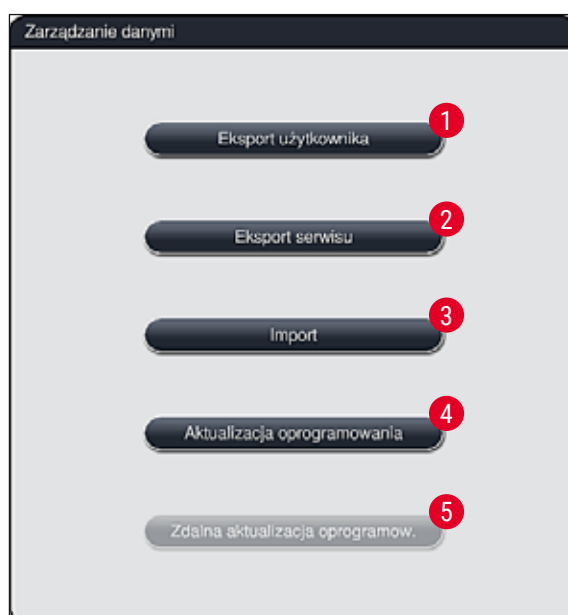 Zarządzanie danymi
1
Eksport użytkownika
2
Eksport serwisu
3
Import
4
Aktualizacja oprogramowania
5
Zdalna aktualizacja oprogramow.